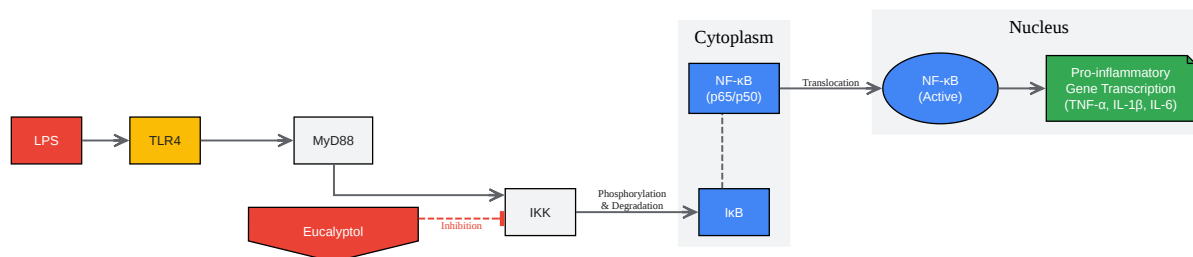 LPS
TLR4
MyD88
Eucalyptol
Inhibition
IKK
Phosphorylation
& Degradation
Cytoplasm
NF-κB
(p65/p50)
IκB
Translocation
Nucleus
NF-κB
(Active)
Pro-inflammatory
Gene Transcription
(TNF-α, IL-1β, IL-6)